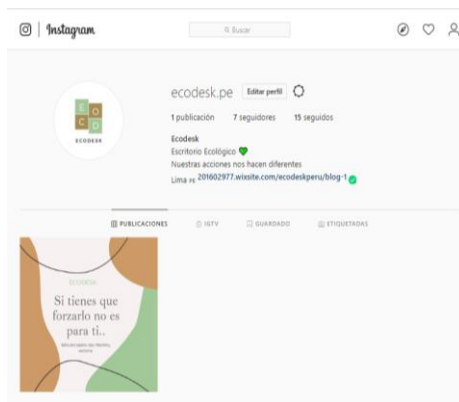 Instagram
Buscar
ecodesk.pe Editar perfil
1 publicación 7 seguidores 15 seguidos
Ecodesk
Escritorio Ecológico
Nuestras acciones nos hacen diferentes
Lima PE 201602977.wixsite.com/ecodeskperu/blog-1
E O
C D
ECODESK
PUBLICACIONES IGTV GUARDADO ETIQUETADAS
ECODESK
Si tienes que
forzarlo no es
para ti..